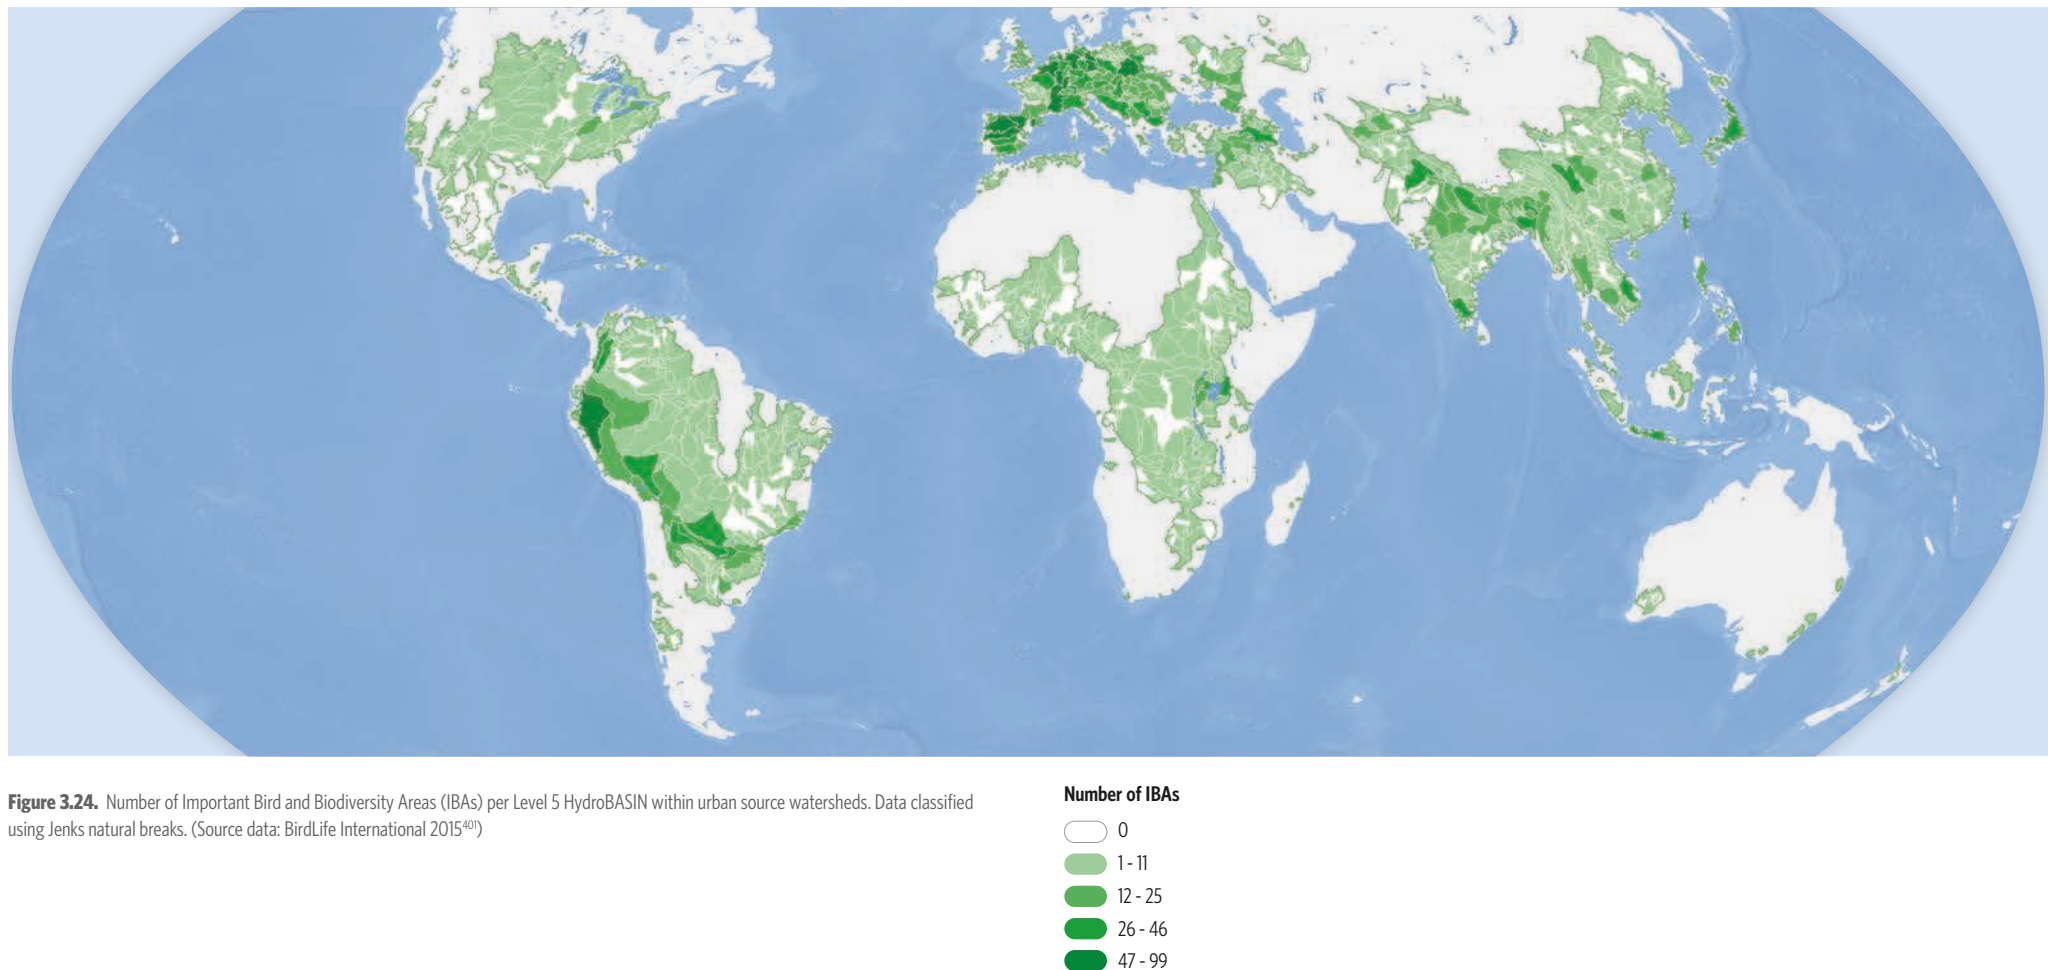 Figure 3.24. Number of Important Bird and Biodiversity Areas (IBAs) per Level 5 HydroBASIN within urban source watersheds. Data classified
using Jenks natural breaks. (Source data: BirdLife International 2015401)
Number of IBAs
0
1 - 11
12 - 25
26 - 46
47 - 99